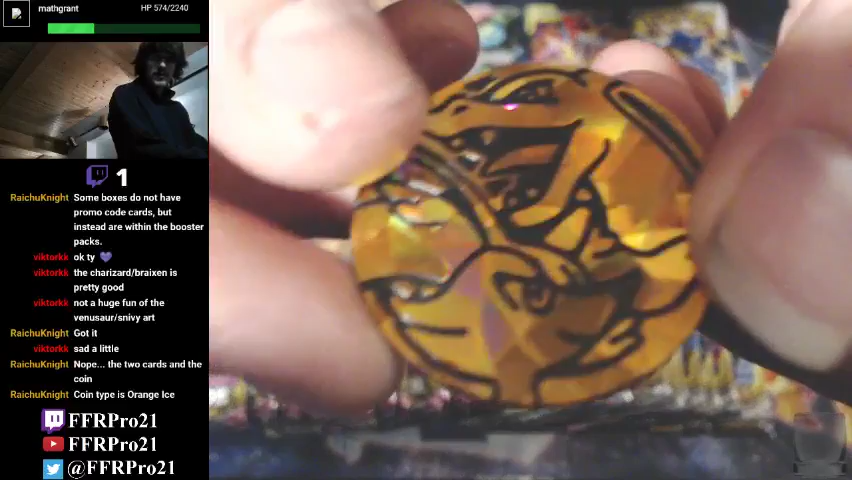 mathgrant HP 574/2240
1
RaichuKnight Some boxes do not have
promo code cards, but
instead are within the booster
packs.
viktorkk ok ty 💜
viktorkk the charizard/braixen is
pretty good
viktorkk not a huge fun of the
venusaur/snivy art
RaichuKnight Got it
viktorkk sad a little
RaichuKnight Nope... the two cards and the
coin
RaichuKnight Coin type is Orange Ice
FFRPro21
FFRPro21
@FFRPro21